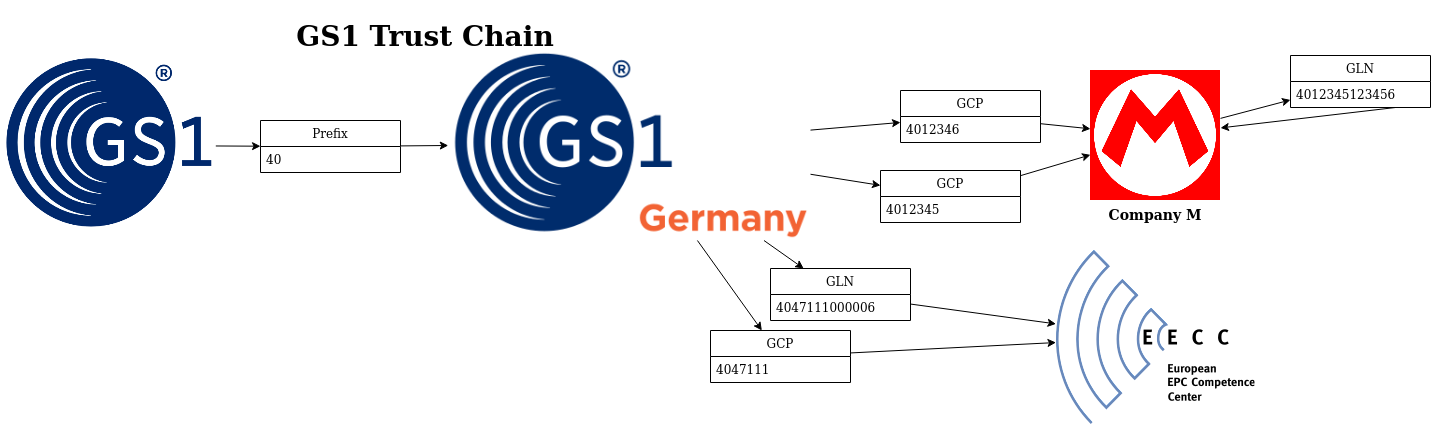 GS1 Trust Chain
GS1®
Prefix
40
GS1®
Germany
GCP
4012346
GCP
4012345
M
Company M
GLN
4012345123456
GLN
4047111000006
GCP
4047111
EECC
European
EPC Competence
Center